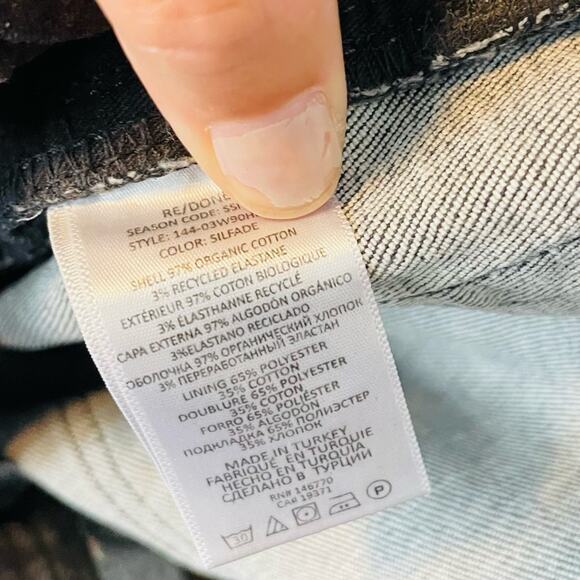 RE/DONE
SEASON CODE:
STYLE: 144-03W90H
COLOR: SILFADE
SHELL 97% ORGANIC COTTON
3% RECYCLED ELASTANE
EXTÉRIEUR 97% COTON BIOLOGIQUE
3% ÉLASTHANNE RECYCLÉ
CAPA EXTERNA 97% ALGODÓN ORGÁNICO
3%ELASTANO RECICLADO
ОБОЛОЧКА 97% ОРГАНИЧЕСКИЙ ХЛОПОК
3% ПЕРЕРАБОТАННЫЙ ЭЛАСТАН
LINING 65% POLYESTER
35% COTTON
DOUBLURE 65% POLYESTER
35% COTON
FORRO 65% POLIÉSTER
35% ALGODÓN
ПОДКЛАДКА 65% ПОЛИЭСТЕР
35% ХЛОПОК
MADE IN TURKEY
FABRIQUÉ EN TURQUIE
HECHO EN TURQUÍA
СДЕЛАНО В ТУРЦИИ
RN# 146770
CA# 19371
30 P